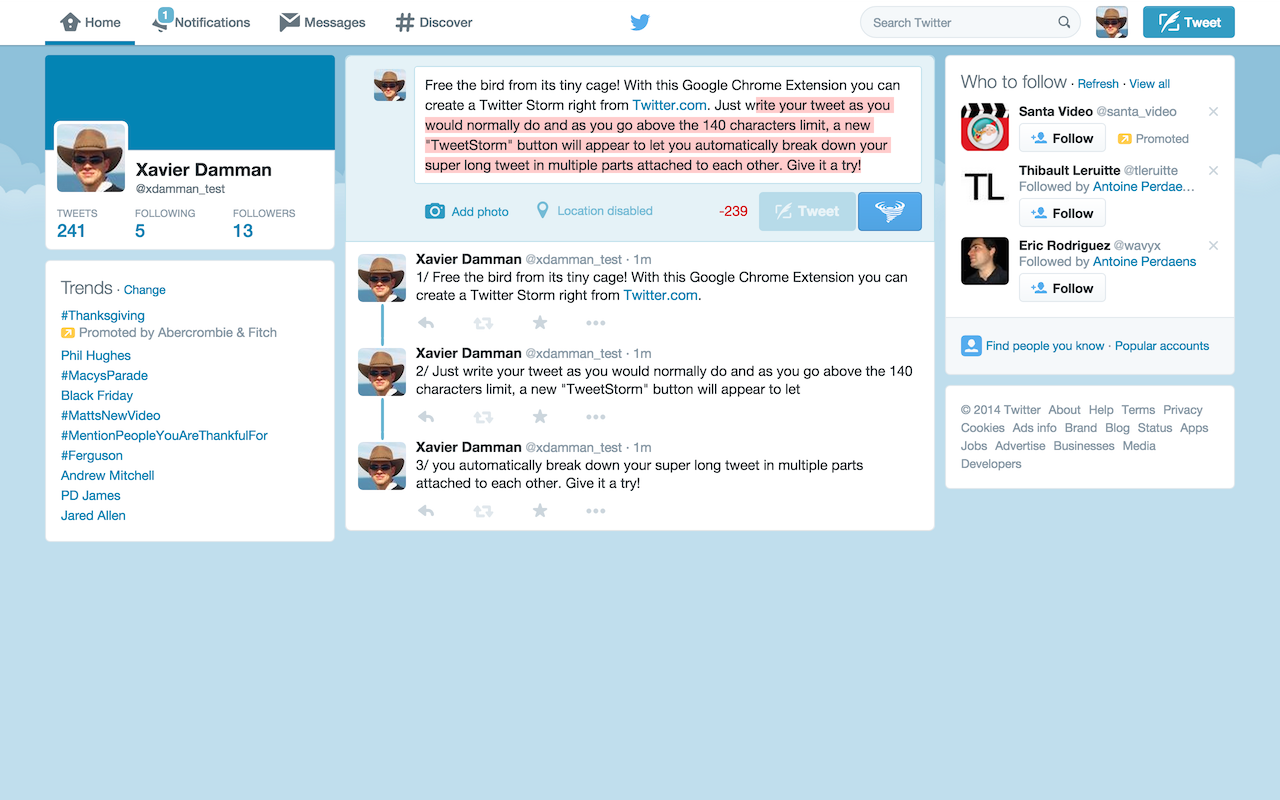 Home
1
Notifications
Messages
Discover
Search Twitter
Tweet
Xavier Damman
@xdamman_test
TWEETS FOLLOWING FOLLOWERS
241 5 13
Trends · Change
#Thanksgiving
Promoted by Abercrombie & Fitch
Phil Hughes
#MacysParade
Black Friday
#MattsNewVideo
#MentionPeopleYouAreThankfulFor
#Ferguson
Andrew Mitchell
PD James
Jared Allen
Free the bird from its tiny cage! With this Google Chrome Extension you can
create a Twitter Storm right from Twitter.com. Just write your tweet as you
would normally do and as you go above the 140 characters limit, a new
"TweetStorm" button will appear to let you automatically break down your
super long tweet in multiple parts attached to each other. Give it a try!
Add photo Location disabled -239 Tweet
Xavier Damman @xdamman_test · 1m
1/ Free the bird from its tiny cage! With this Google Chrome Extension you can
create a Twitter Storm right from Twitter.com.
Xavier Damman @xdamman_test · 1m
2/ Just write your tweet as you would normally do and as you go above the 140
characters limit, a new "TweetStorm" button will appear to let
Xavier Damman @xdamman_test · 1m
3/ you automatically break down your super long tweet in multiple parts
attached to each other. Give it a try!
Who to follow · Refresh · View all
Santa Video @santa_video
Follow Promoted
TL
Thibault Leruitte @tleruitte
Followed by Antoine Perdae...
Follow
Eric Rodriguez @wavyx
Followed by Antoine Perdaens
Follow
Find people you know · Popular accounts
© 2014 Twitter About Help Terms Privacy
Cookies Ads info Brand Blog Status Apps
Jobs Advertise Businesses Media
Developers